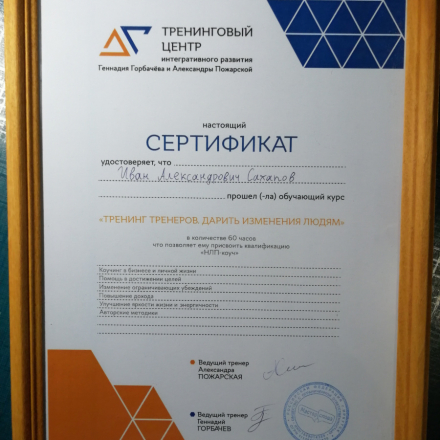 ТРЕНИНГОВЫЙ
ЦЕНТР
интегративного развития
Геннадия Горбачёва и Александры Пожарской
настоящий
СЕРТИФИКАТ
удостоверяет, что
Иван Александрович Сахапов
прошел (-ла) обучающий курс
«ТРЕНИНГ ТРЕНЕРОВ. ДАРИТЬ ИЗМЕНЕНИЯ ЛЮДЯМ»
в количестве 60 часов
что позволяет ему присвоить квалификацию
«НЛП-коуч»
Коучинг в бизнесе и личной жизни
Помощь в достижении целей
Изменение ограничивающих убеждений
Повышение дохода
Улучшение яркости жизни и энергичности
Авторские методики
Ведущий тренер
Александра
ПОЖАРСКАЯ
Ведущий тренер
Геннадий
ГОРБАЧЕВ